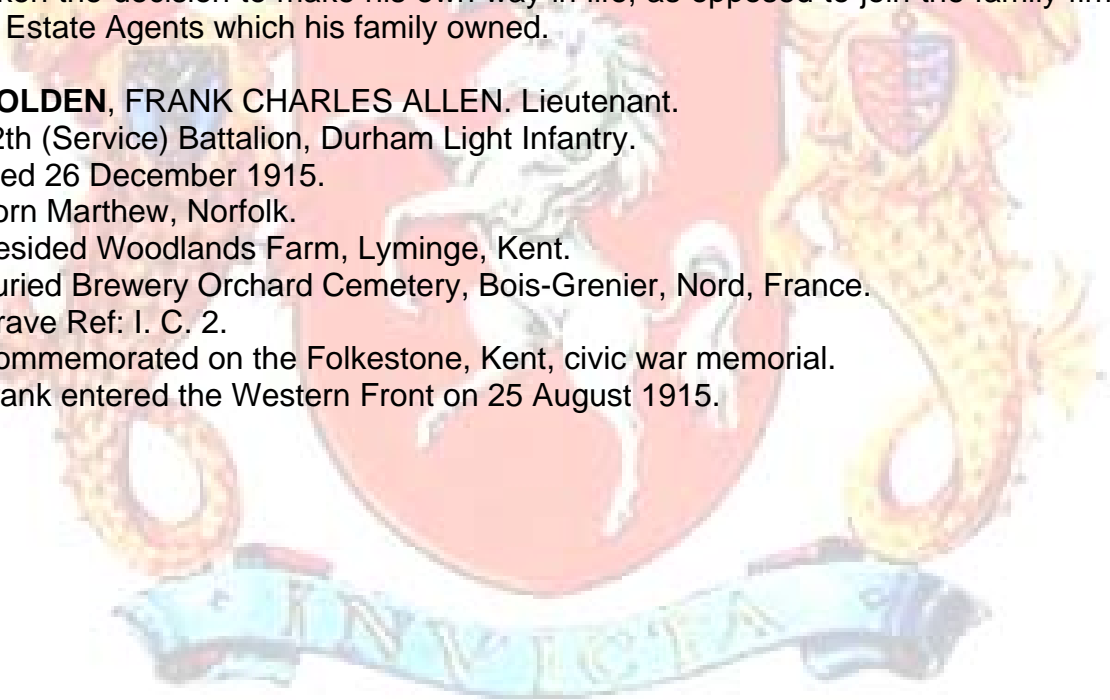 the decision to make his own way in life, as opposed to join the family
Estate Agents which his family owned.
OLDEN, FRANK CHARLES ALLEN. Lieutenant.
2th (Service) Battalion, Durham Light Infantry.
ed 26 December 1915.
orn Marthew, Norfolk.
esided Woodlands Farm, Lyminge, Kent.
uried Brewery Orchard Cemetery, Bois-Grenier, Nord, France.
rave Ref: I. C. 2.
ommemorated on the Folkestone, Kent, civic war memorial.
ank entered the Western Front on 25 August 1915.
INVICTA